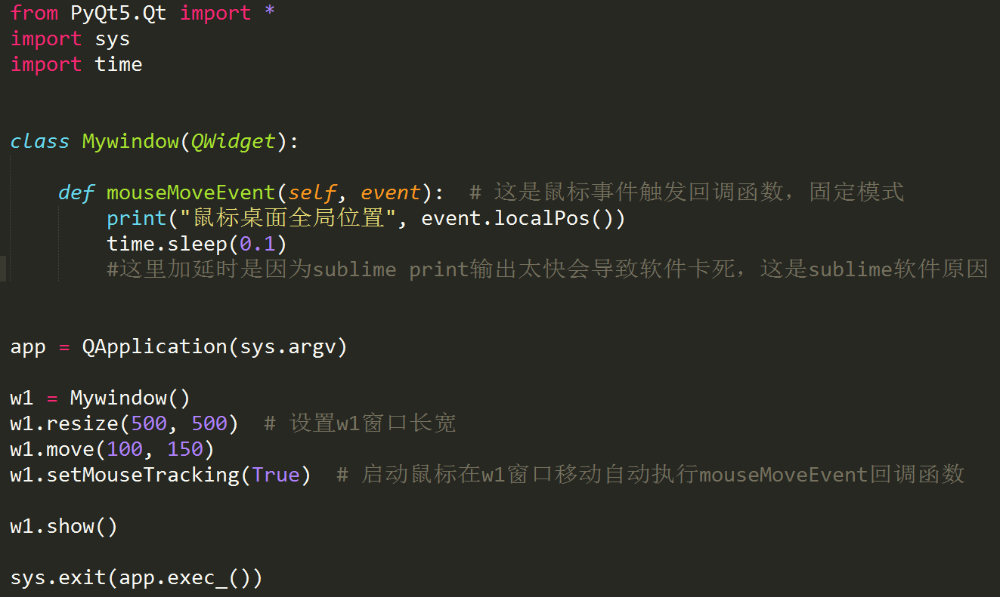 from PyQt5.Qt import *
import sys
import time
class Mywindow(QWidget):
def mouseMoveEvent(self, event):  # 这是鼠标事件触发回调函数，固定模式
print("鼠标桌面全局位置", event.localPos())
time.sleep(0.1)
#这里加延时是因为sublime print输出太快会导致软件卡死，这是sublime软件原因
app = QApplication(sys.argv)
w1 = Mywindow()
w1.resize(500, 500)  # 设置w1窗口长宽
w1.move(100, 150)
w1.setMouseTracking(True)  # 启动鼠标在w1窗口移动自动执行mouseMoveEvent回调函数
w1.show()
sys.exit(app.exec_())